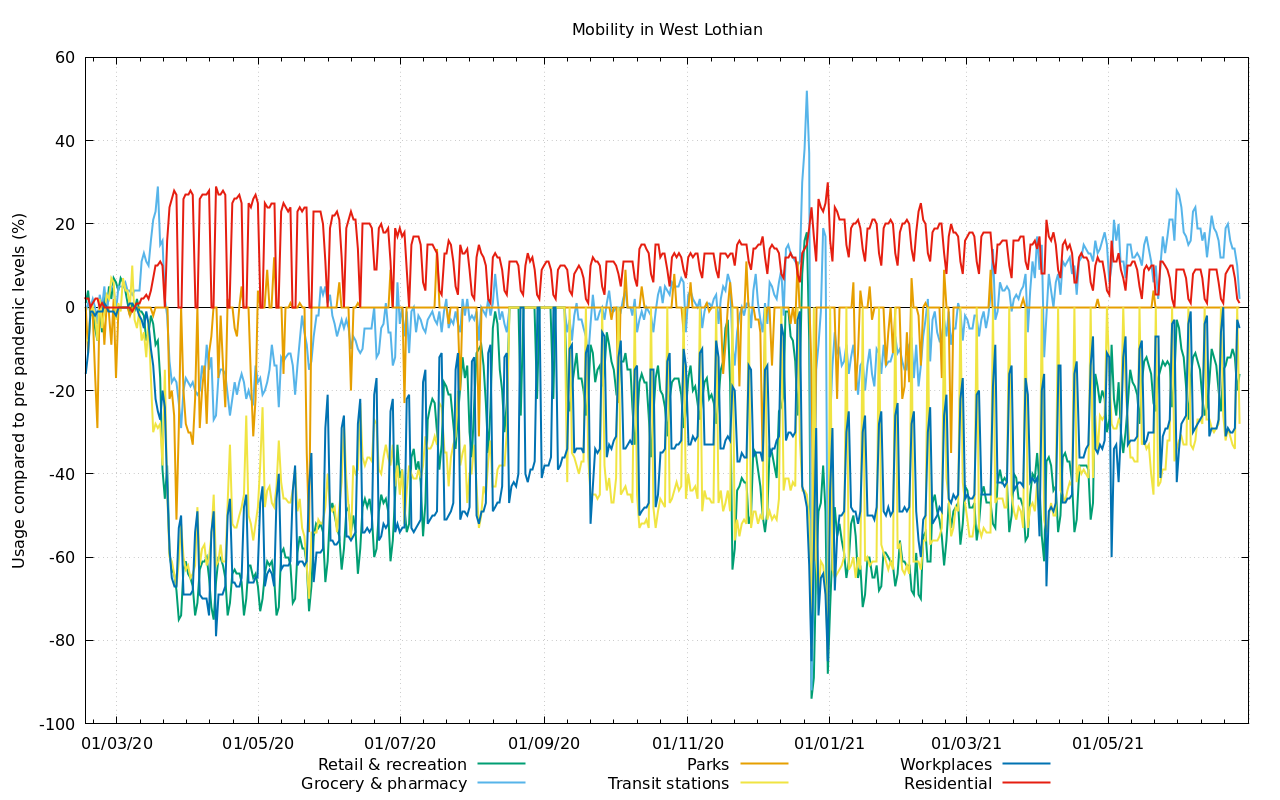 Mobility in West Lothian
Usage compared to pre pandemic levels (%)
60
40
20
0
-20
-40
-60
-80
-100
01/03/20 01/05/20 01/07/20 01/09/20 01/11/20 01/01/21 01/03/21 01/05/21
Retail & recreation Parks Workplaces
Grocery & pharmacy Transit stations Residential